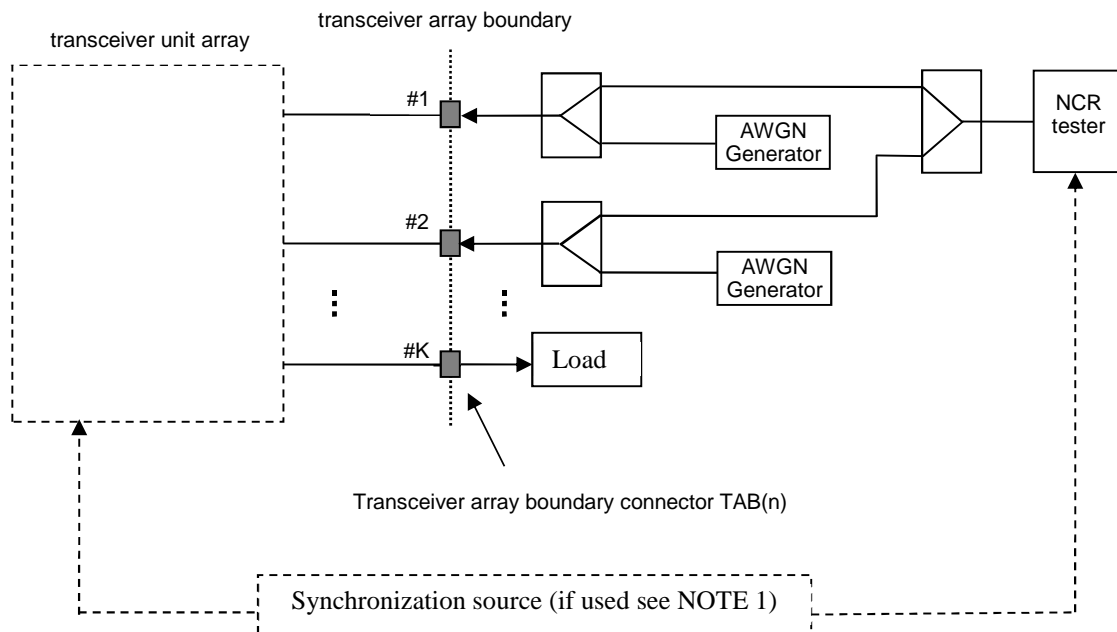 transceiver array boundary
transceiver unit array
#1
NCR
tester
AWGN
Generator
#2
AWGN
Generator
#K
Load
Transceiver array boundary connector TAB(n)
Synchronization source (if used see NOTE 1)